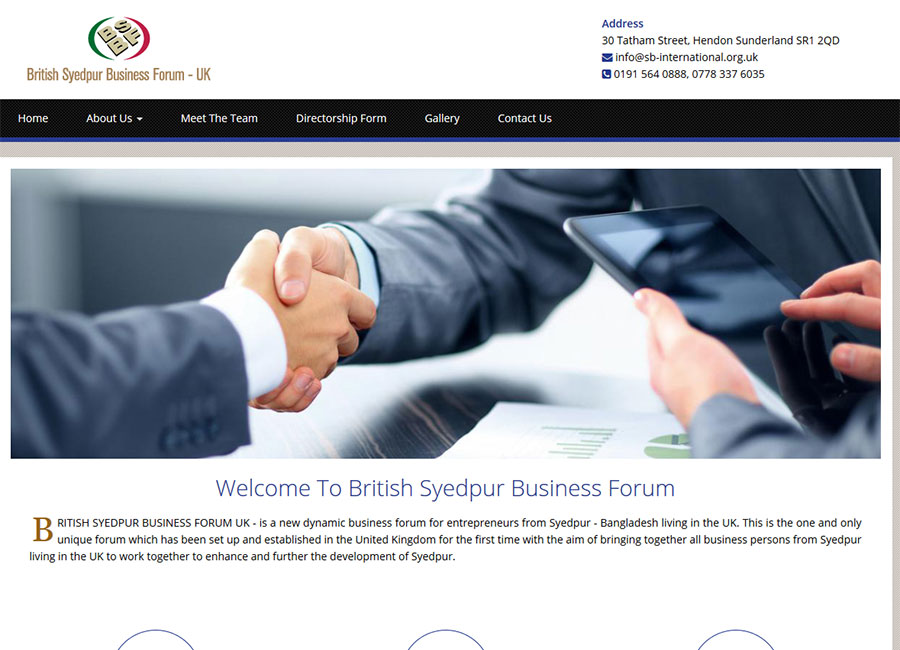 BSBF
British Syedpur Business Forum - UK
Address
30 Tatham Street, Hendon Sunderland SR1 2QD
info@sb-international.org.uk
0191 564 0888, 0778 337 6035
Home About Us Meet The Team Directorship Form Gallery Contact Us
Welcome To British Syedpur Business Forum
BRITISH SYEDPUR BUSINESS FORUM UK - is a new dynamic business forum for entrepreneurs from Syedpur - Bangladesh living in the UK. This is the one and only
unique forum which has been set up and established in the United Kingdom for the first time with the aim of bringing together all business persons from Syedpur
living in the UK to work together to enhance and further the development of Syedpur.